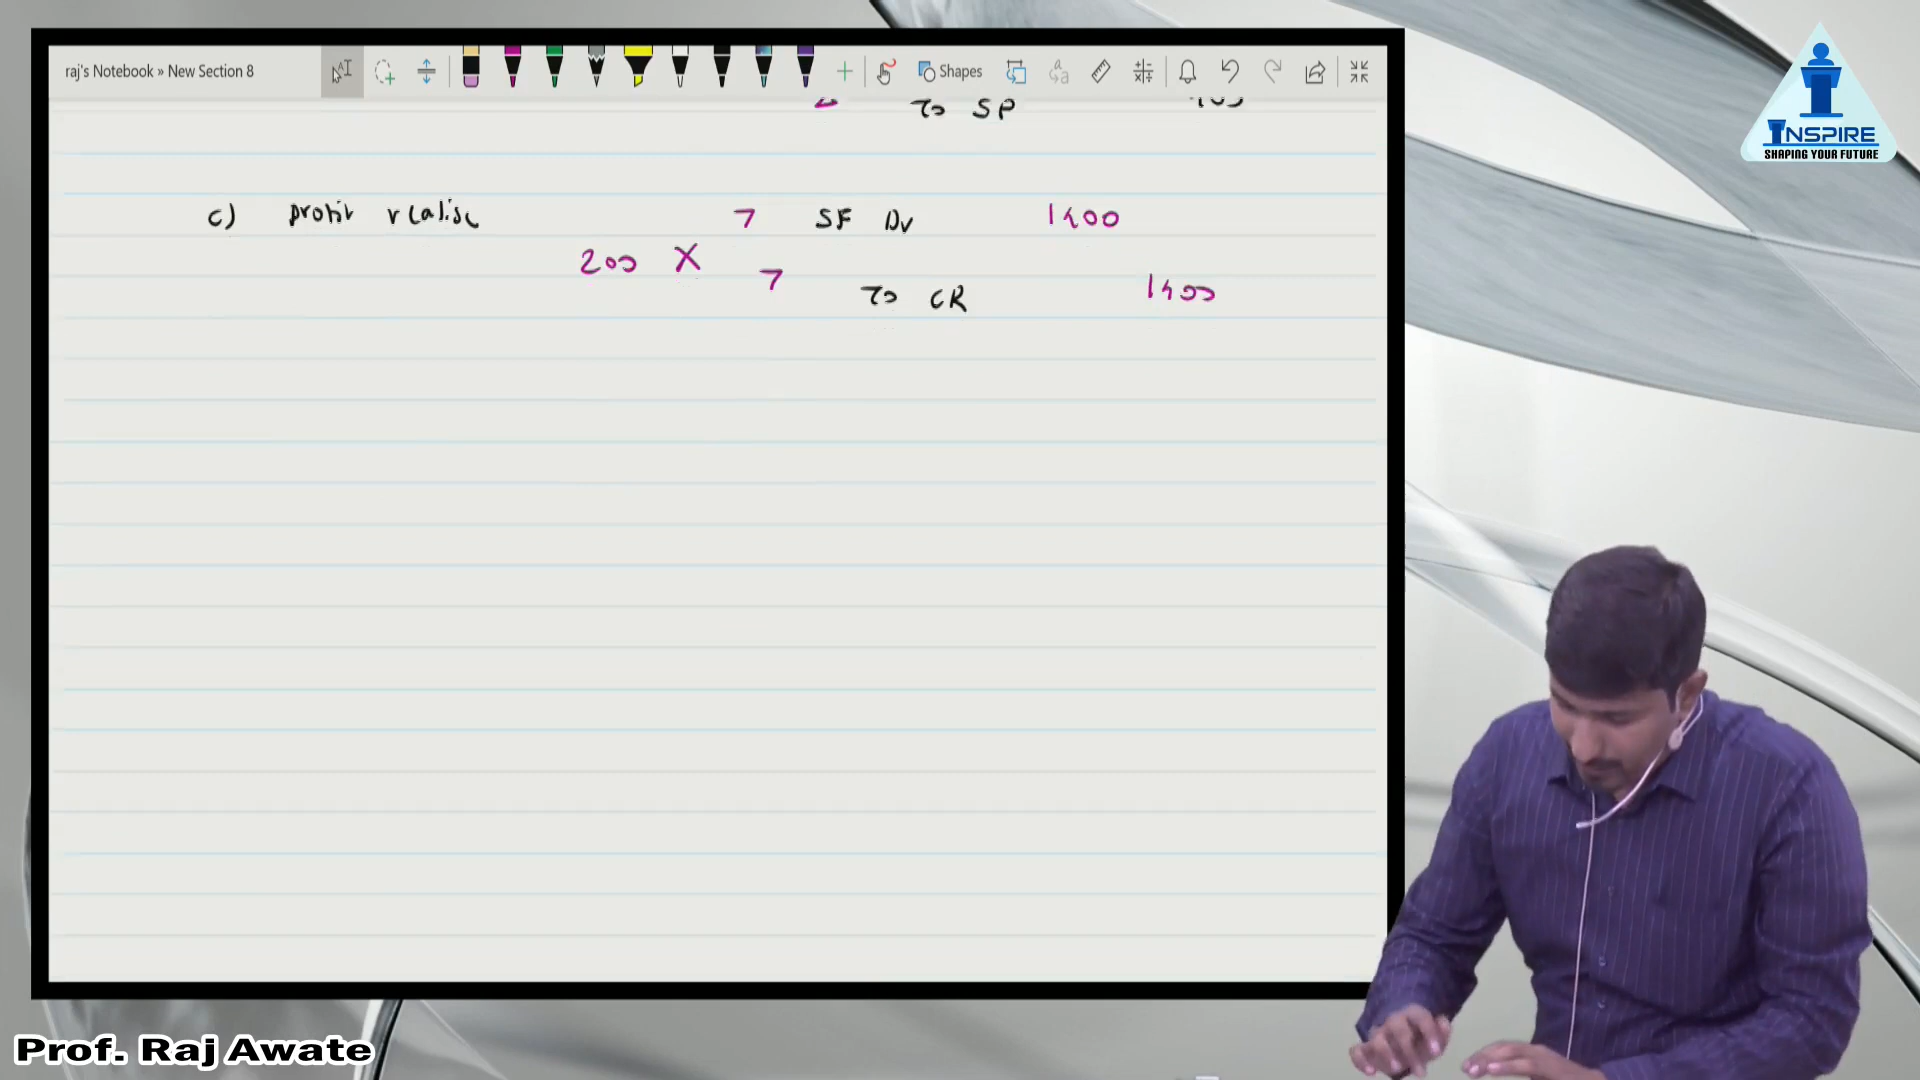 raj's Notebook » New Section 8
Shapes
To SP
c) profit realise 7 SF Dr 1400
200 X 7
To CR 1400
INSPIRE
SHAPING YOUR FUTURE
Prof. Raj Awate